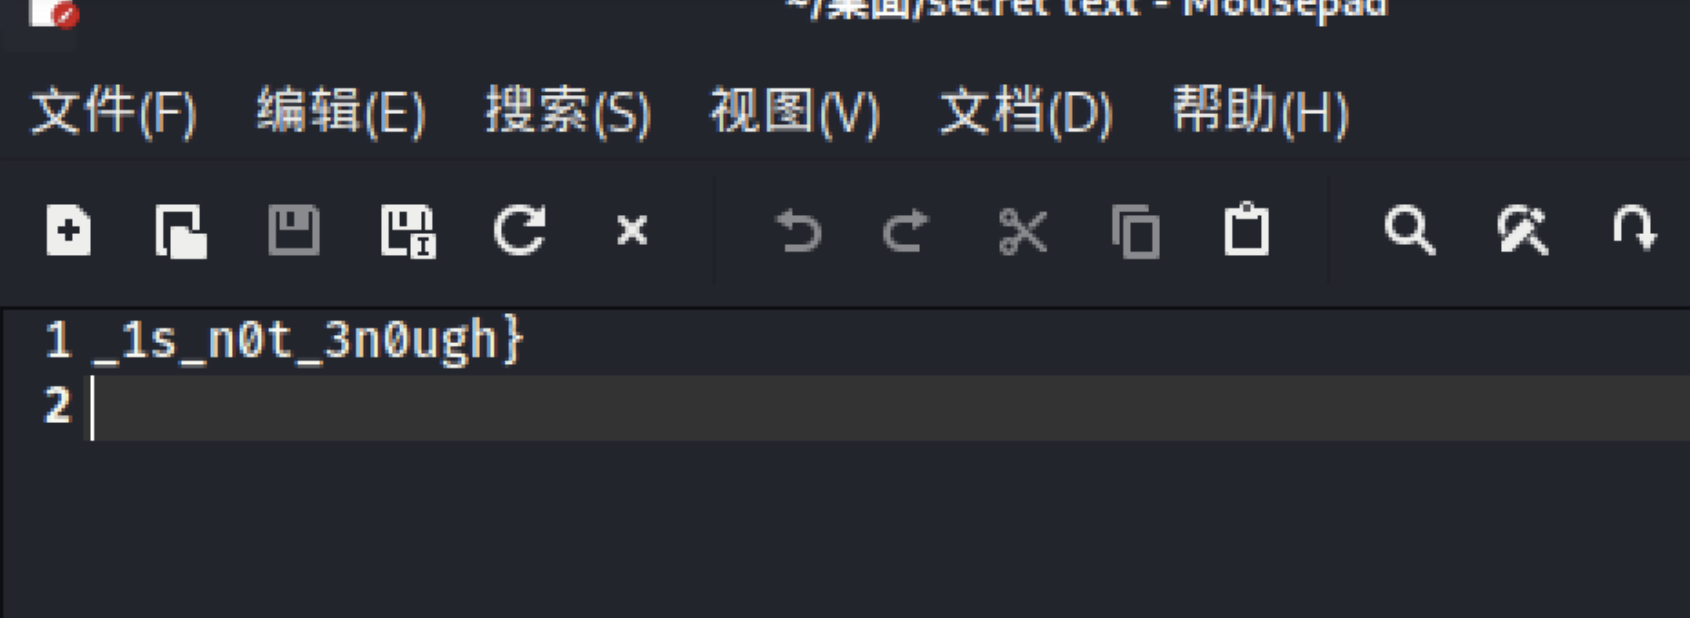 ~/桌面/secret text - Mousepad
文件(F) 编辑(E) 搜索(S) 视图(V) 文档(D) 帮助(H)
1 _1s_n0t_3n0ugh}
2